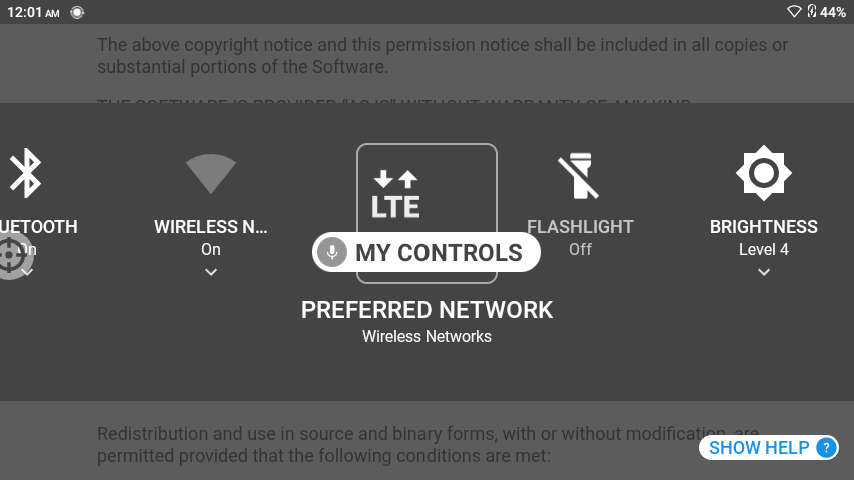 12:01 AM
44%
The above copyright notice and this permission notice shall be included in all copies or
substantial portions of the Software.
THE SOFTWARE IS PROVIDED "AS IS" WITHOUT WARRANTY OF ANY KIND
LTE
UETOOTH
On
WIRELESS N...
On
FLASHLIGHT
Off
BRIGHTNESS
Level 4
MY CONTROLS
PREFERRED NETWORK
Wireless Networks
Redistribution and use in source and binary forms, with or without modification, are
permitted provided that the following conditions are met:
SHOW HELP ?